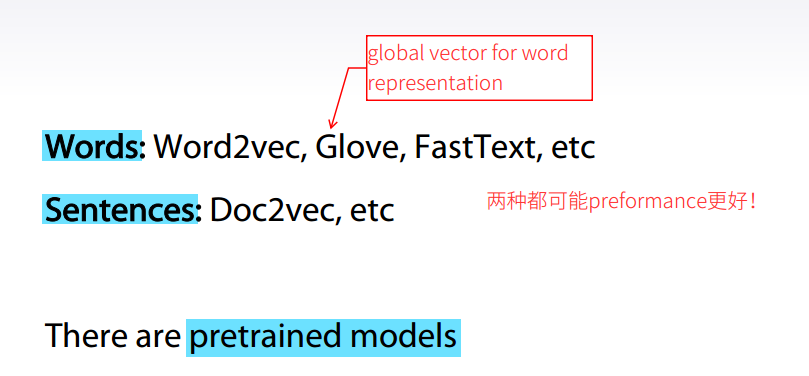 global vector for word
representation
Words: Word2vec, Glove, FastText, etc
Sentences: Doc2vec, etc
两种都可能preformance更好！
There are pretrained models